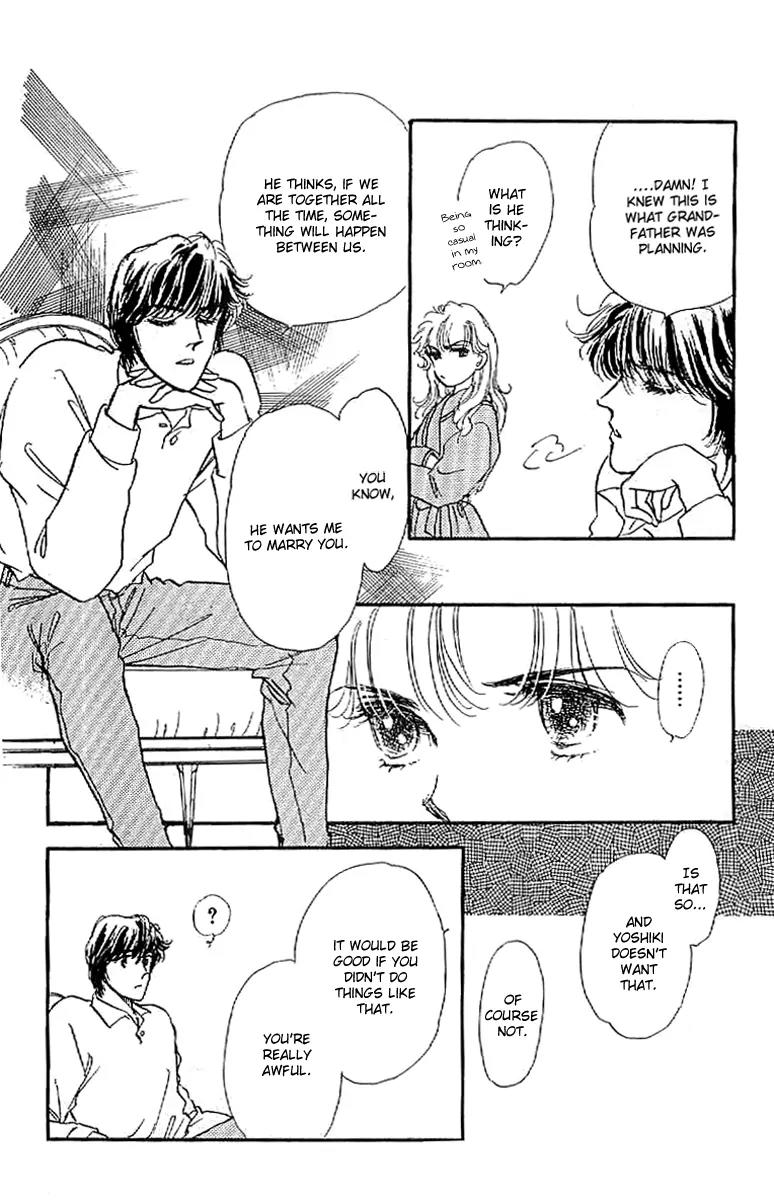 ....DAMN! I
KNEW THIS IS
WHAT GRAND-
FATHER WAS
PLANNING.
WHAT
IS HE
THINK-
ING?
Being
so
casual
in my
room
HE THINKS, IF WE
ARE TOGETHER ALL
THE TIME, SOME-
THING WILL HAPPEN
BETWEEN US.
YOU
KNOW,
HE WANTS ME
TO MARRY YOU.
......
IS
THAT
SO...
AND
YOSHIKI
DOESN'T
WANT
THAT.
OF
COURSE
NOT.
IT WOULD BE
GOOD IF YOU
DIDN'T DO
THINGS LIKE
THAT.
YOU'RE
REALLY
AWFUL.
?